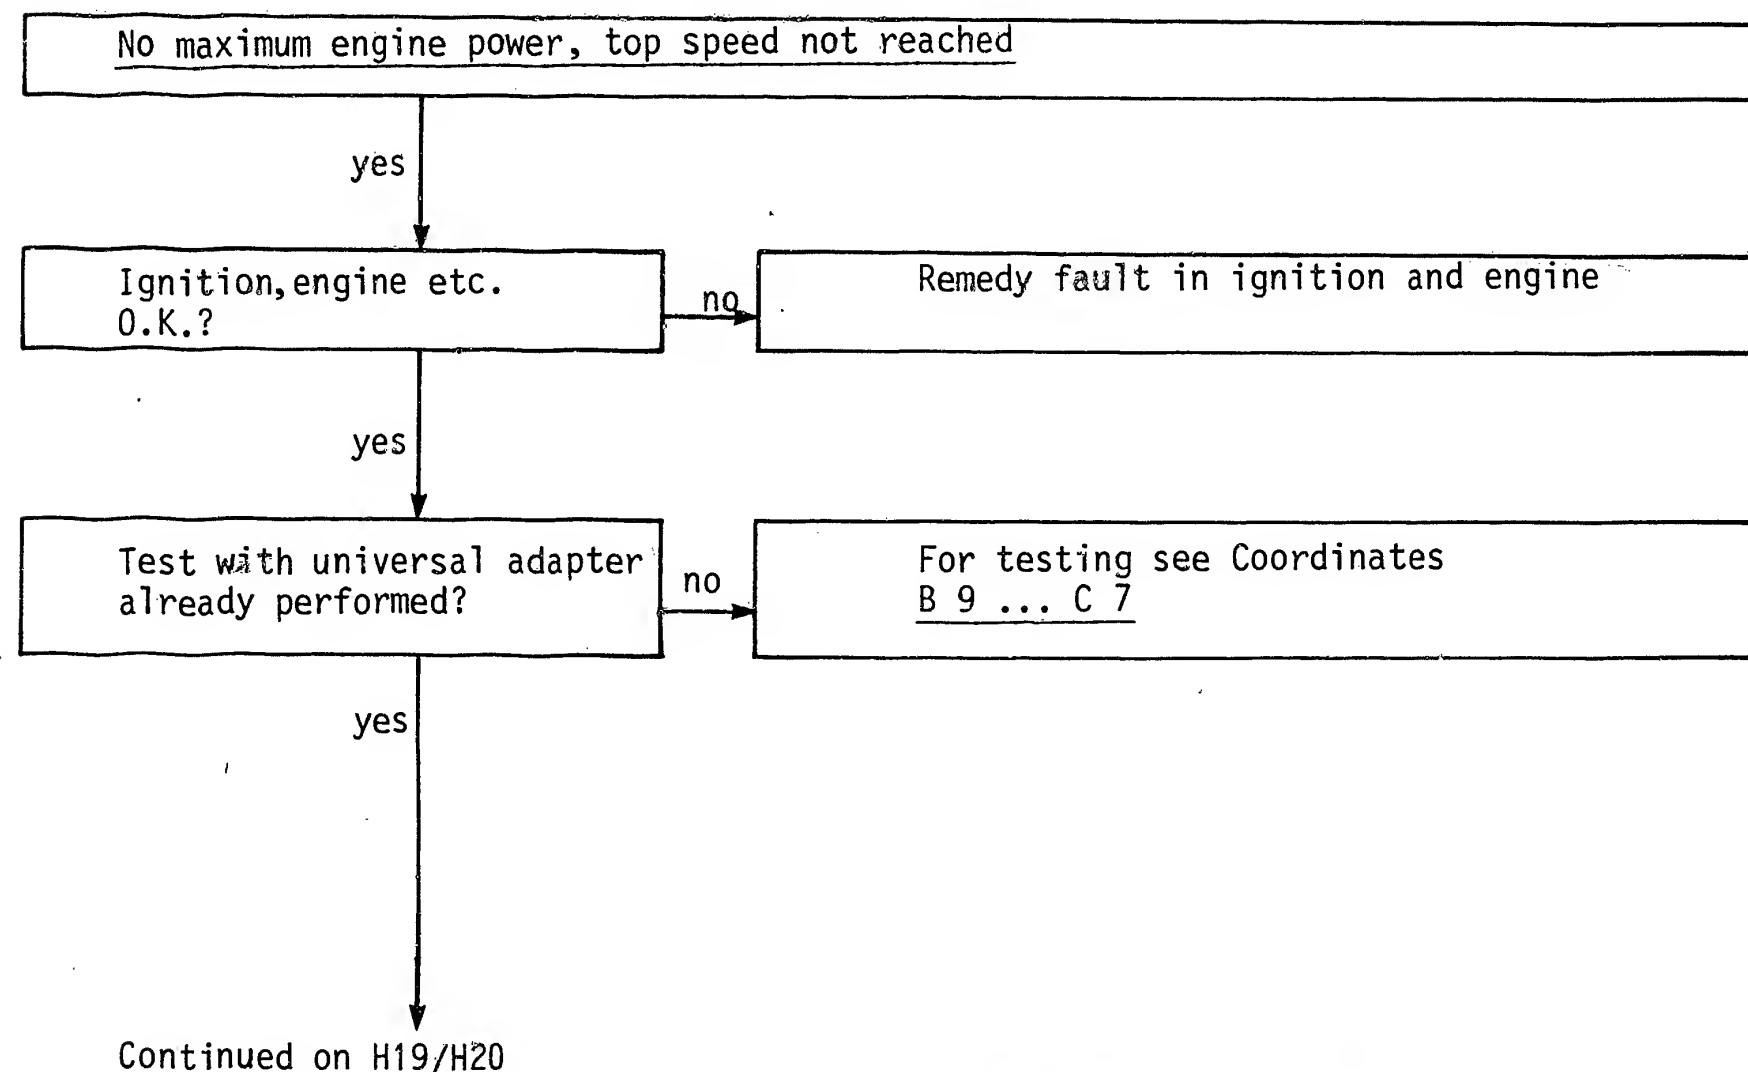 No maximum engine power, top speed not reached
yes
Ignition, engine etc.
O.K.?
no
Remedy fault in ignition and engine
yes
Test with universal adapter
already performed?
no
For testing see Coordinates
B 9 ... C 7
yes
Continued on H19/H20